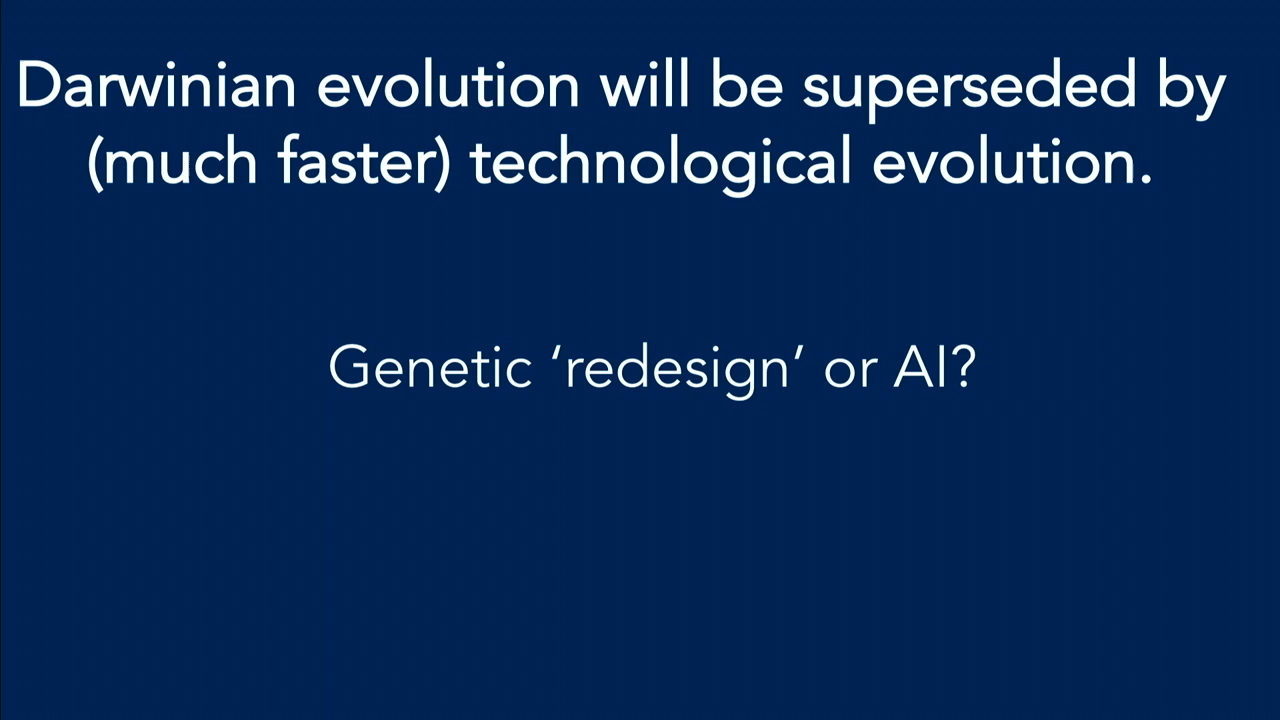 Darwinian evolution will be superseded by
(much faster) technological evolution.
Genetic ‘redesign’ or AI?